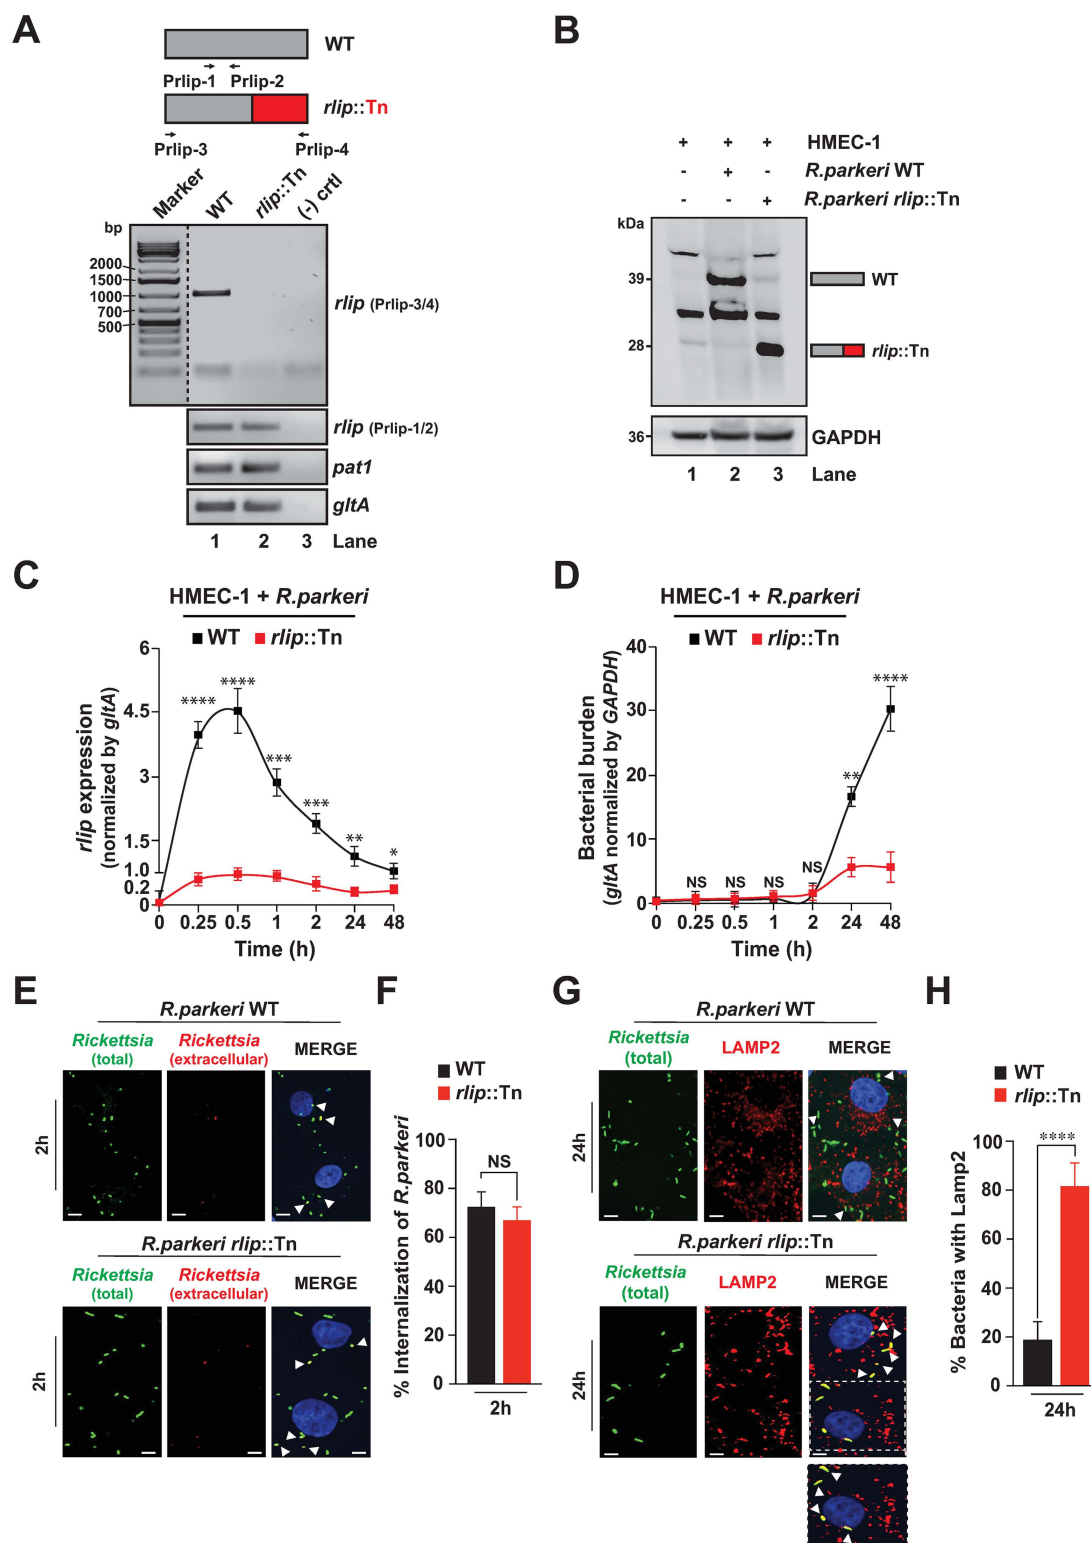 A
WT
Prlip-1 Prlip-2
rlip::Tn
Prlip-3 Prlip-4
Marker WT rlip::Tn (-) crtl
bp
2000
1500
1000
700
500
rlip (Prlip-3/4)
rlip (Prlip-1/2)
pat1
gltA
1 2 3 Lane
B
+ + + HMEC-1
- + - R.parkeri WT
- - + R.parkeri rlip::Tn
kDa
39
WT
28
rlip::Tn
36
GAPDH
1 2 3 Lane
C
HMEC-1 + R.parkeri
WT rlip::Tn
rlip expression
(normalized by gltA)
6
4.5
3
1.5
1.0
0.2
0
**** **** *** *** ** *
0 0.25 0.5 1 2 24 48
Time (h)
D
HMEC-1 + R.parkeri
WT rlip::Tn
Bacterial burden
(gltA normalized by GAPDH)
40
30
20
10
0
NS NS NS NS ** ****
0 0.25 0.5 1 2 24 48
Time (h)
E
R.parkeri WT
Rickettsia Rickettsia MERGE
(total) (extracellular)
2h
R.parkeri rlip::Tn
Rickettsia Rickettsia MERGE
(total) (extracellular)
2h
F
WT
rlip::Tn
% Internalization of R.parkeri
100
80
60
40
20
0
NS
2h
G
R.parkeri WT
Rickettsia LAMP2 MERGE
(total)
24h
R.parkeri rlip::Tn
Rickettsia LAMP2 MERGE
(total)
24h
H
WT
rlip::Tn
% Bacteria with Lamp2
100
80
60
40
20
0
****
24h